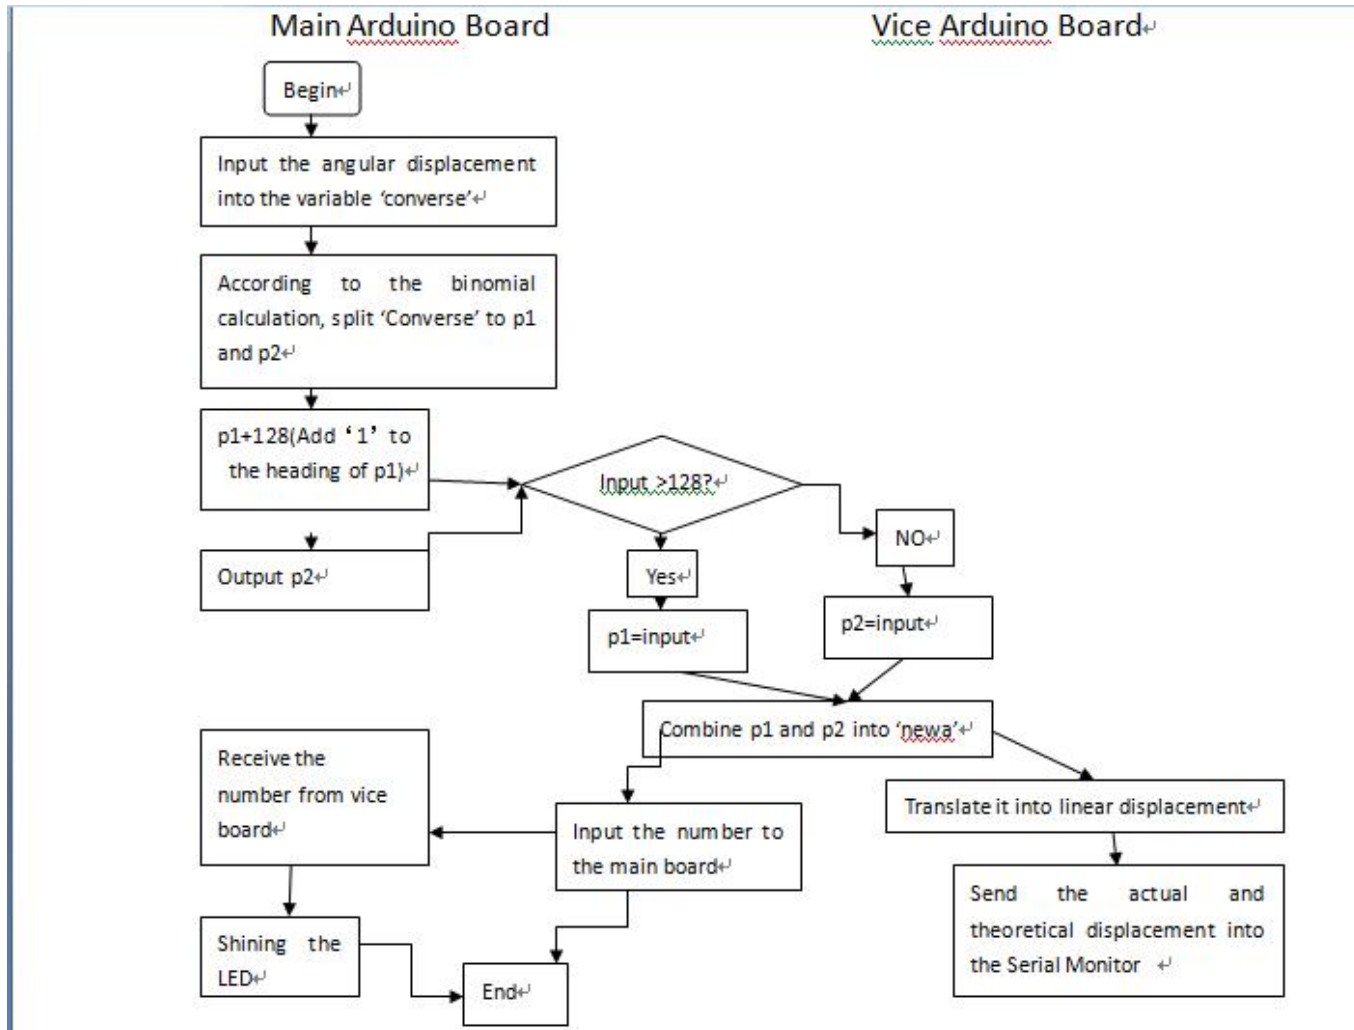 Main Arduino Board
Vice Arduino Board
Begin
Input the angular displacement
into the variable ‘converse’
According to the binomial
calculation, split ‘Converse’ to p1
and p2
p1+128(Add ‘1’ to
the heading of p1)
Input >128?
NO
Output p2
Yes
p1=input
p2=input
Combine p1 and p2 into ‘newa’
Receive the
number from vice
board
Translate it into linear displacement
Input the number to
the main board
Send the actual and
theoretical displacement into
the Serial Monitor
Shining the
LED
End